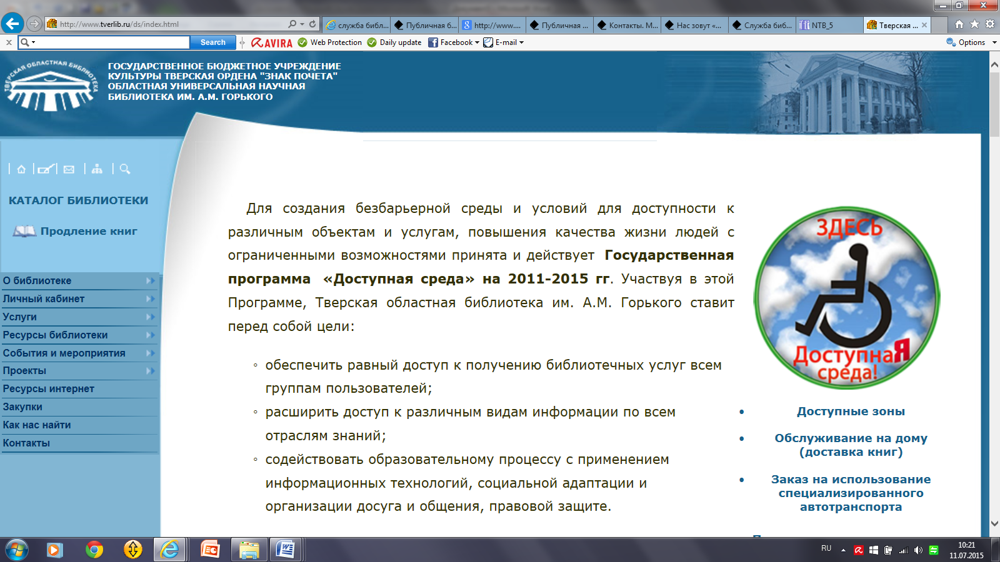 http://www.tverlib.ru/ds/index.html
служба библ...
Публичная б...
http://www....
Публичная ...
Контакты. М...
Нас зовут «...
Служба биб...
NTB_5
Тверская ...
Search
AVIRA
Web Protection
Daily update
Facebook
E-mail
Options
ТВЕРСКАЯ ОБЛАСТНАЯ БИБЛИОТЕКА
ГОСУДАРСТВЕННОЕ БЮДЖЕТНОЕ УЧРЕЖДЕНИЕ
КУЛЬТУРЫ ТВЕРСКАЯ ОРДЕНА "ЗНАК ПОЧЕТА"
ОБЛАСТНАЯ УНИВЕРСАЛЬНАЯ НАУЧНАЯ
БИБЛИОТЕКА ИМ. А.М. ГОРЬКОГО
КАТАЛОГ БИБЛИОТЕКИ
Продление книг
О библиотеке
Личный кабинет
Услуги
Ресурсы библиотеки
События и мероприятия
Проекты
Ресурсы интернет
Закупки
Как нас найти
Контакты
Для создания безбарьерной среды и условий для доступности к
различным объектам и услугам, повышения качества жизни людей с
ограниченными возможностями принята и действует Государственная
программа «Доступная среда» на 2011-2015 гг. Участвуя в этой
Программе, Тверская областная библиотека им. А.М. Горького ставит
перед собой цели:
◦ обеспечить равный доступ к получению библиотечных услуг всем
группам пользователей;
◦ расширить доступ к различным видам информации по всем
отраслям знаний;
◦ содействовать образовательному процессу с применением
информационных технологий, социальной адаптации и
организации досуга и общения, правовой защите.
ЗДЕСЬ
ДоступнаЯ
среда!
• Доступные зоны
• Обслуживание на дому
(доставка книг)
• Заказ на использование
специализированного
автотранспорта
RU
10:21
11.07.2015